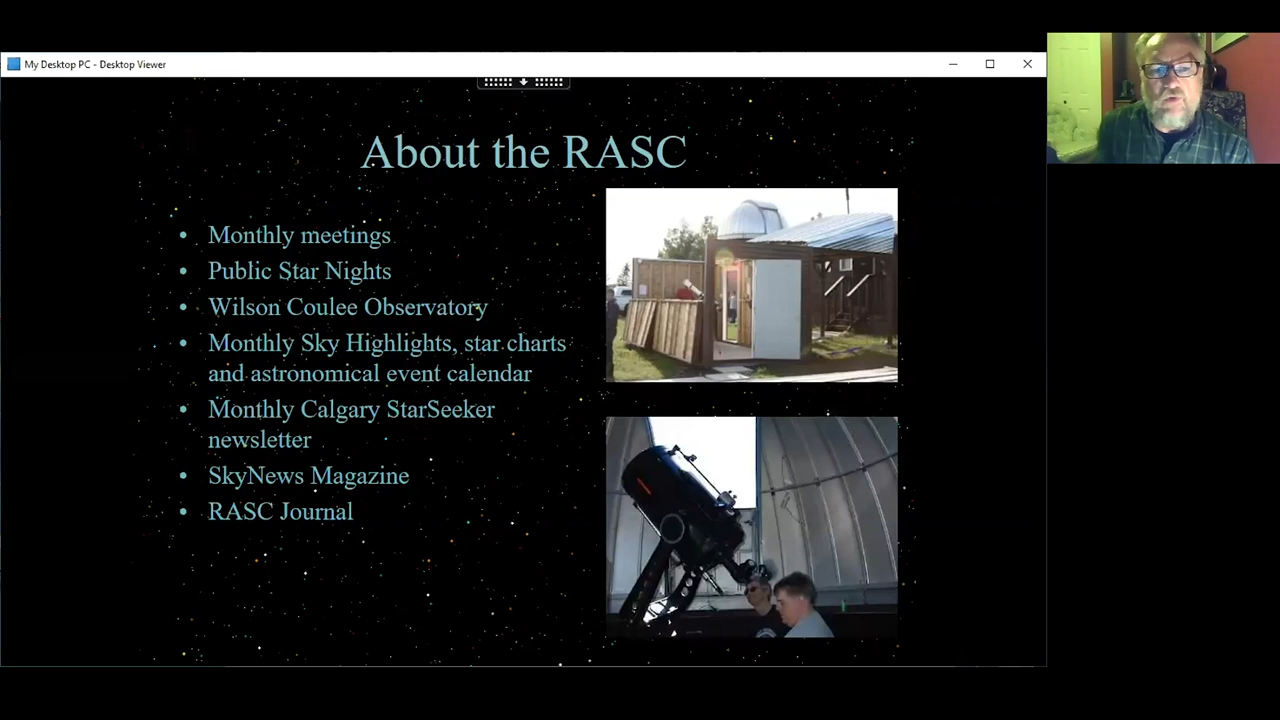 My Desktop PC - Desktop Viewer
About the RASC
• Monthly meetings
• Public Star Nights
• Wilson Coulee Observatory
• Monthly Sky Highlights, star charts
and astronomical event calendar
• Monthly Calgary StarSeeker
newsletter
• SkyNews Magazine
• RASC Journal